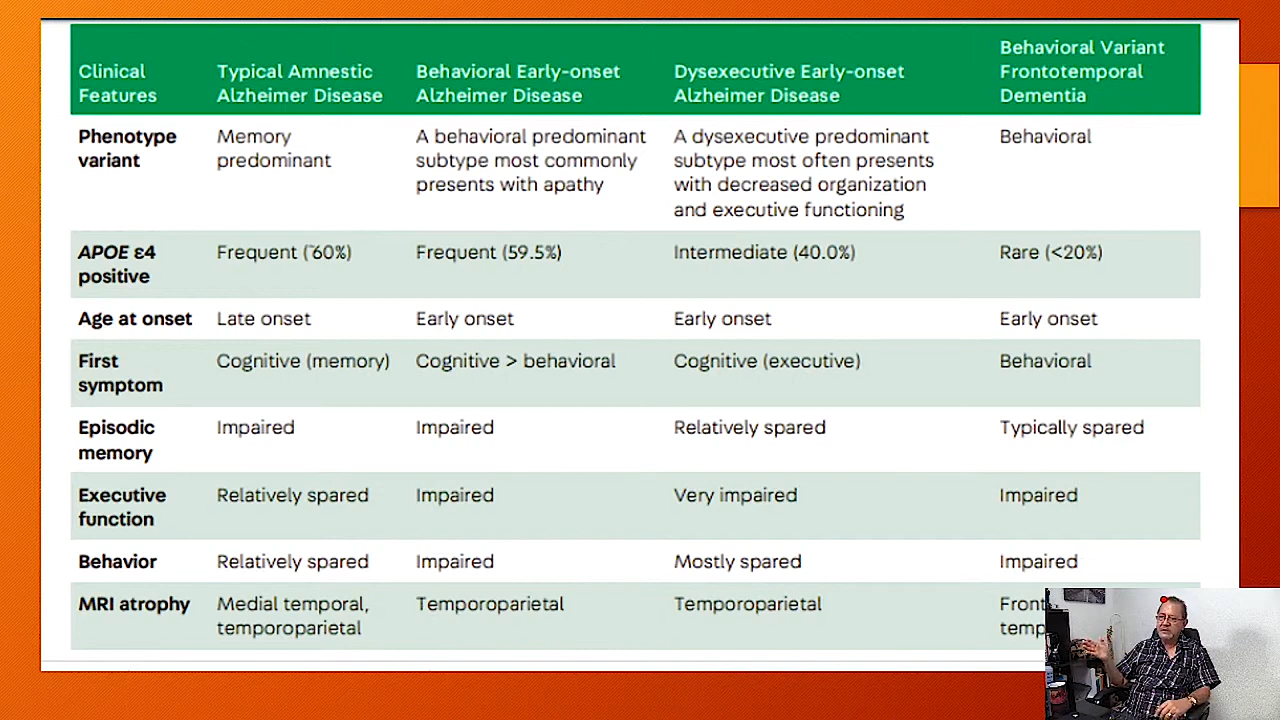 Clinical Features
Typical Amnestic Alzheimer Disease
Behavioral Early-onset Alzheimer Disease
Dysexecutive Early-onset Alzheimer Disease
Behavioral Variant Frontotemporal Dementia
Phenotype variant
Memory predominant
A behavioral predominant
subtype most commonly
presents with apathy
A dysexecutive predominant
subtype most often presents
with decreased organization
and executive functioning
Behavioral
APOE ε4 positive
Frequent (~60%)
Frequent (59.5%)
Intermediate (40.0%)
Rare (<20%)
Age at onset
Late onset
Early onset
Early onset
Early onset
First symptom
Cognitive (memory)
Cognitive > behavioral
Cognitive (executive)
Behavioral
Episodic memory
Impaired
Impaired
Relatively spared
Typically spared
Executive function
Relatively spared
Impaired
Very impaired
Impaired
Behavior
Relatively spared
Impaired
Mostly spared
Impaired
MRI atrophy
Medial temporal,
temporoparietal
Temporoparietal
Temporoparietal